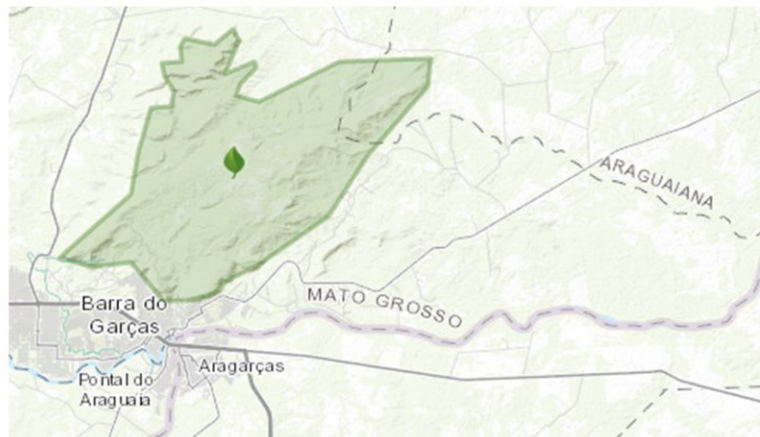 ARAGUAIANA
MATO GROSSO
Barra do
Garças
Aragarças
Pontal do
Araguaia